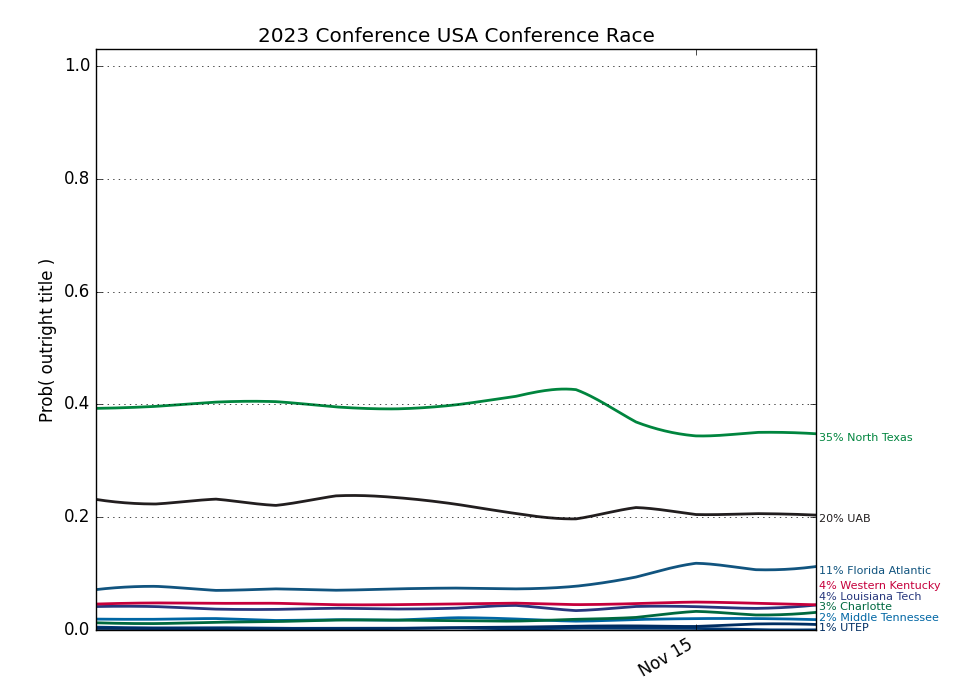 2023 Conference USA Conference Race
Prob( outright title )
1.0
0.8
0.6
0.4
0.2
0.0
35% North Texas
20% UAB
11% Florida Atlantic
4% Western Kentucky
4% Louisiana Tech
3% Charlotte
2% Middle Tennessee
1% UTEP
Nov 15